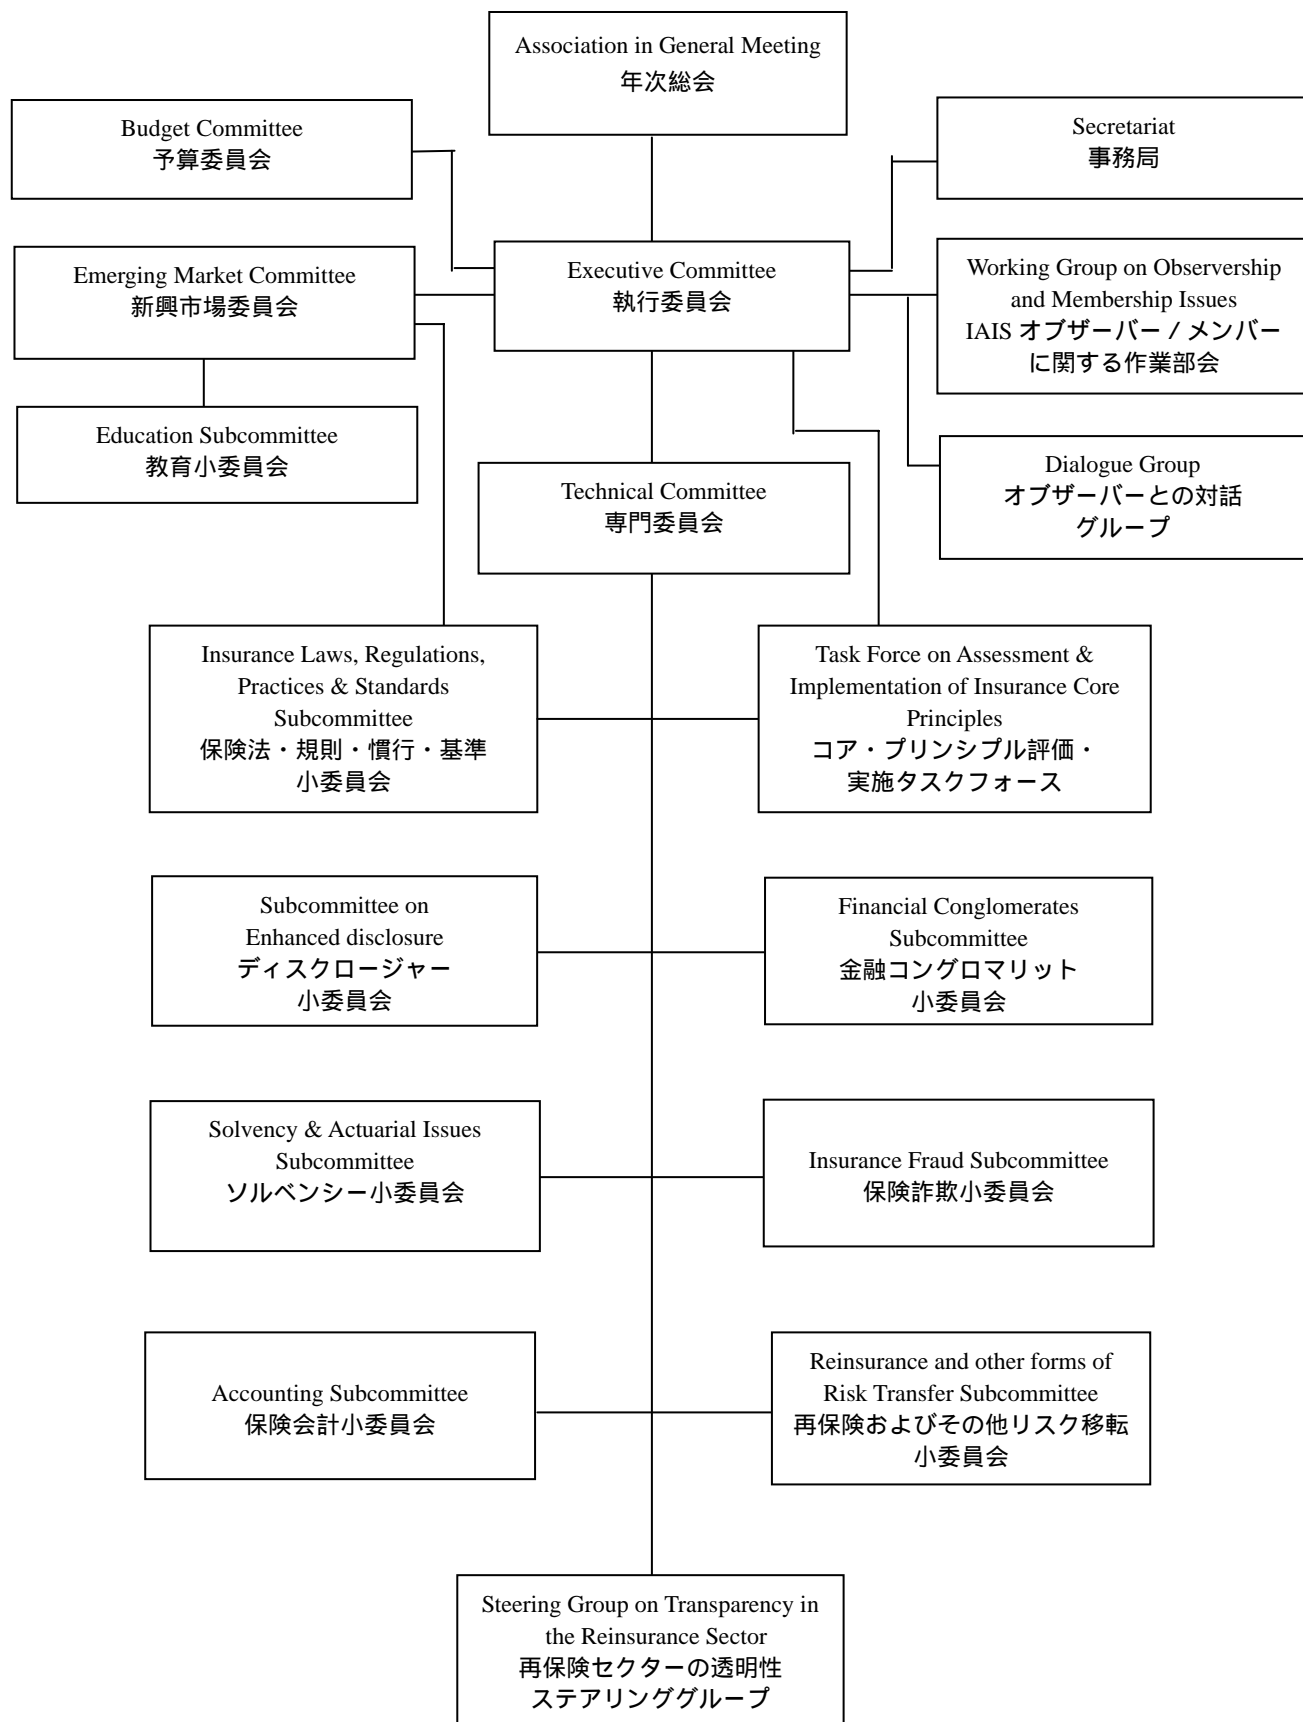 Association in General Meeting
年次総会
Budget Committee
予算委員会
Secretariat
事務局
Emerging Market Committee
新興市場委員会
Executive Committee
執行委員会
Working Group on Observership
and Membership Issues
IAIS オブザーバー / メンバー
に関する作業部会
Education Subcommittee
教育小委員会
Technical Committee
専門委員会
Dialogue Group
オブザーバーとの対話
グループ
Insurance Laws, Regulations,
Practices & Standards
Subcommittee
保険法・規則・慣行・基準
小委員会
Task Force on Assessment &
Implementation of Insurance Core
Principles
コア・プリンシプル評価・
実施タスクフォース
Subcommittee on
Enhanced disclosure
ディスクロージャー
小委員会
Financial Conglomerates
Subcommittee
金融コングロマリット
小委員会
Solvency & Actuarial Issues
Subcommittee
ソルベンシー小委員会
Insurance Fraud Subcommittee
保険詐欺小委員会
Accounting Subcommittee
保険会計小委員会
Reinsurance and other forms of
Risk Transfer Subcommittee
再保険およびその他リスク移転
小委員会
Steering Group on Transparency in
the Reinsurance Sector
再保険セクターの透明性
ステアリンググループ